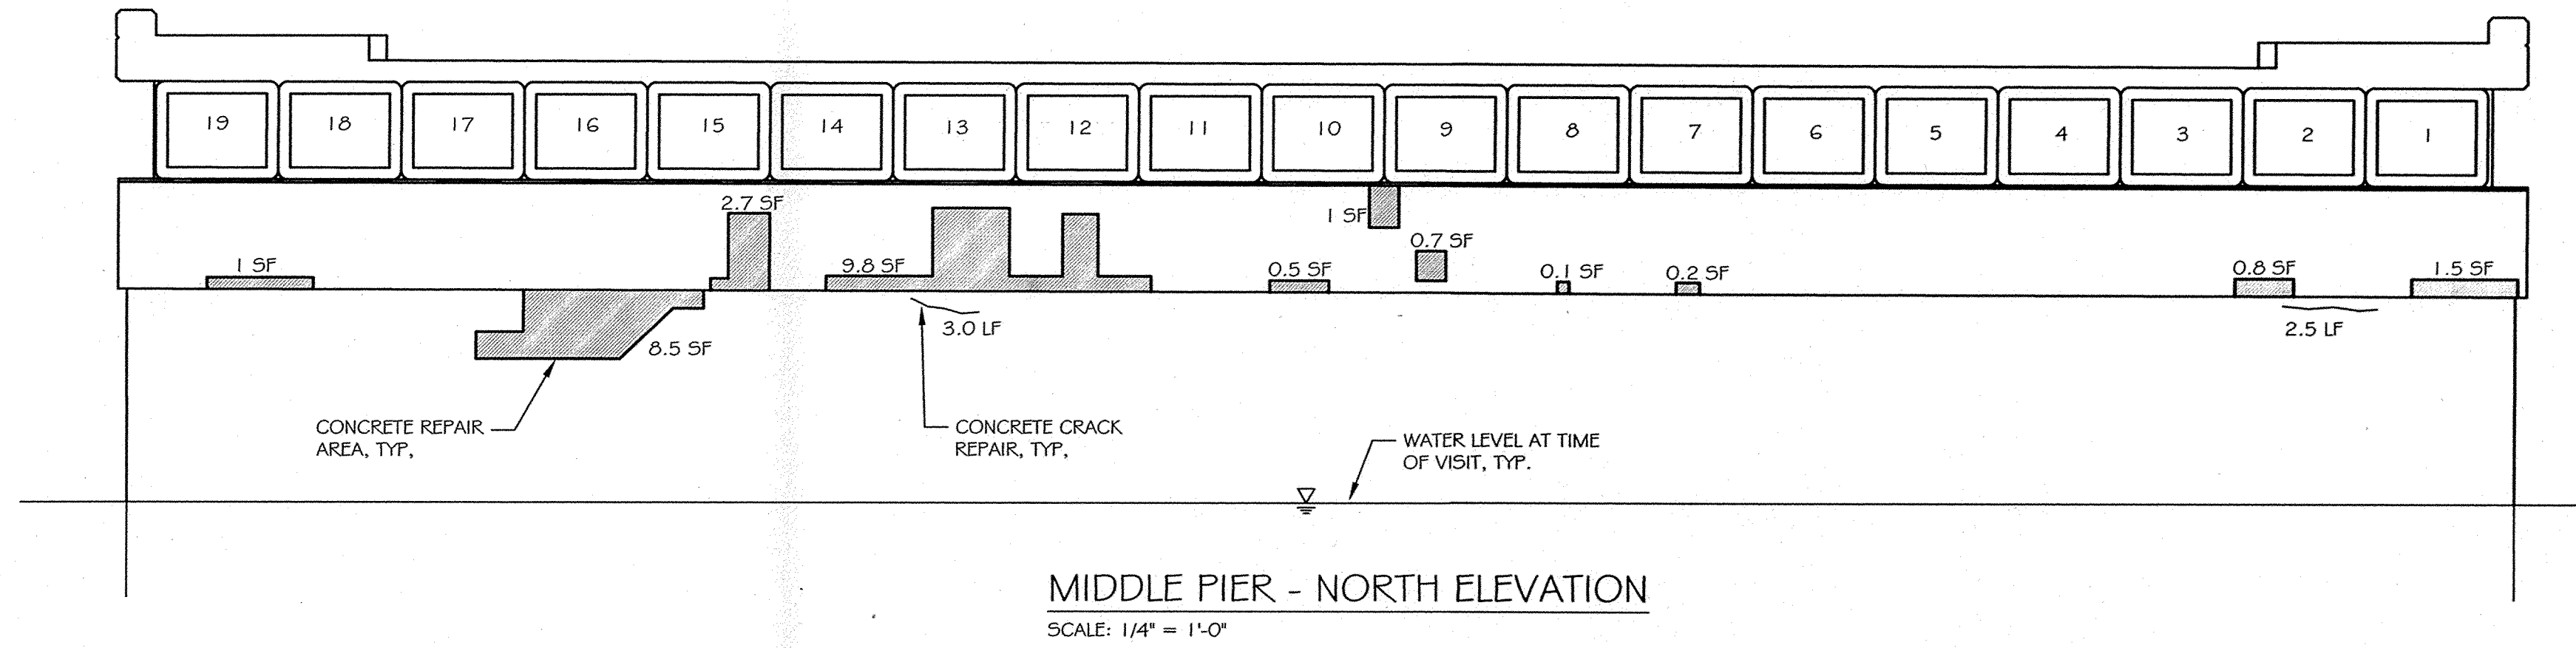 19 18 17 16 15 14 13 12 11 10 9 8 7 6 5 4 3 2 1
2.7 SF
1 SF
0.7 SF
1 SF
9.8 SF
0.5 SF
0.1 SF
0.2 SF
0.8 SF
1.5 SF
3.0 LF
2.5 LF
8.5 SF
CONCRETE REPAIR
AREA, TYP,
CONCRETE CRACK
REPAIR, TYP,
WATER LEVEL AT TIME
OF VISIT, TYP.
MIDDLE PIER - NORTH ELEVATION
SCALE: 1/4" = 1'-0"